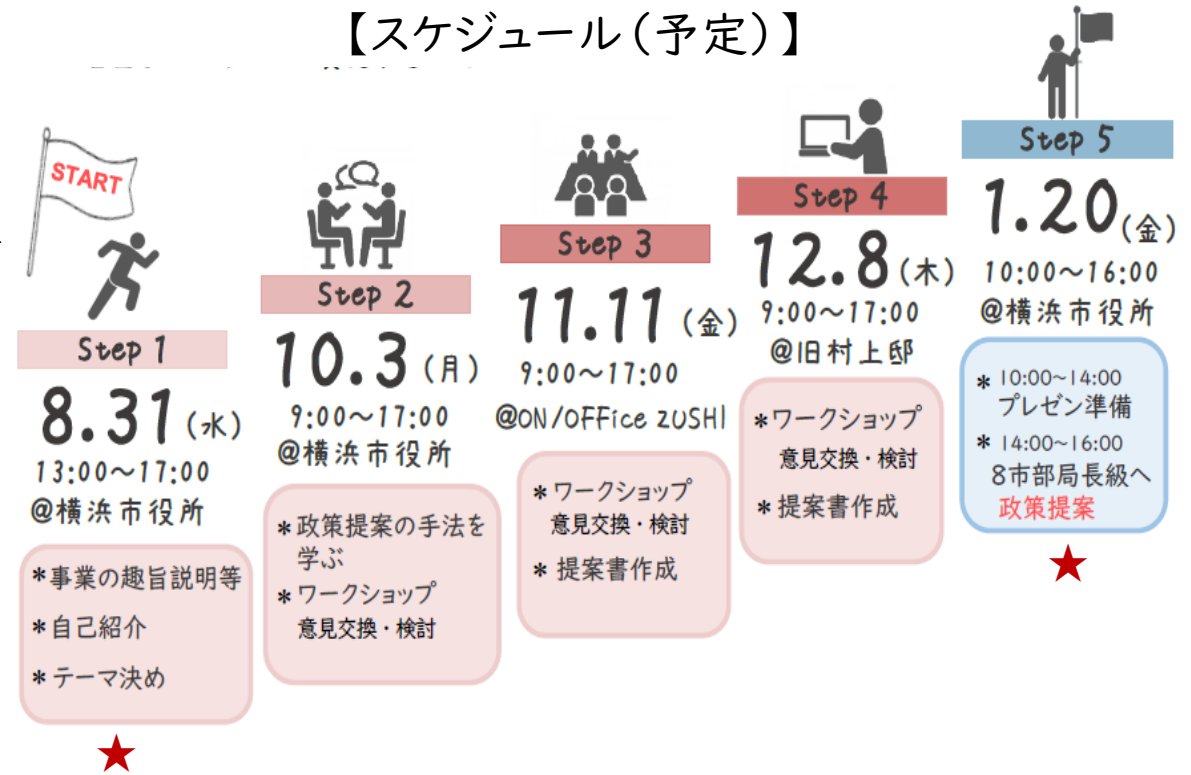 【スケジュール（予定）】
START
Step 1
8.31（水）
13:00～17:00
@横浜市役所
＊事業の趣旨説明等
＊自己紹介
＊テーマ決め
★
Step 2
10.3（月）
9:00～17:00
@横浜市役所
＊政策提案の手法を
学ぶ
＊ワークショップ
意見交換・検討
Step 3
11.11（金）
9:00～17:00
@ON/OFFice ZUSHI
＊ワークショップ
意見交換・検討
＊提案書作成
Step 4
12.8（木）
9:00～17:00
@旧村上邸
＊ワークショップ
意見交換・検討
＊提案書作成
Step 5
1.20（金）
10:00～16:00
@横浜市役所
＊10:00～14:00
プレゼン準備
＊14:00～16:00
8市部局長級へ
政策提案
★